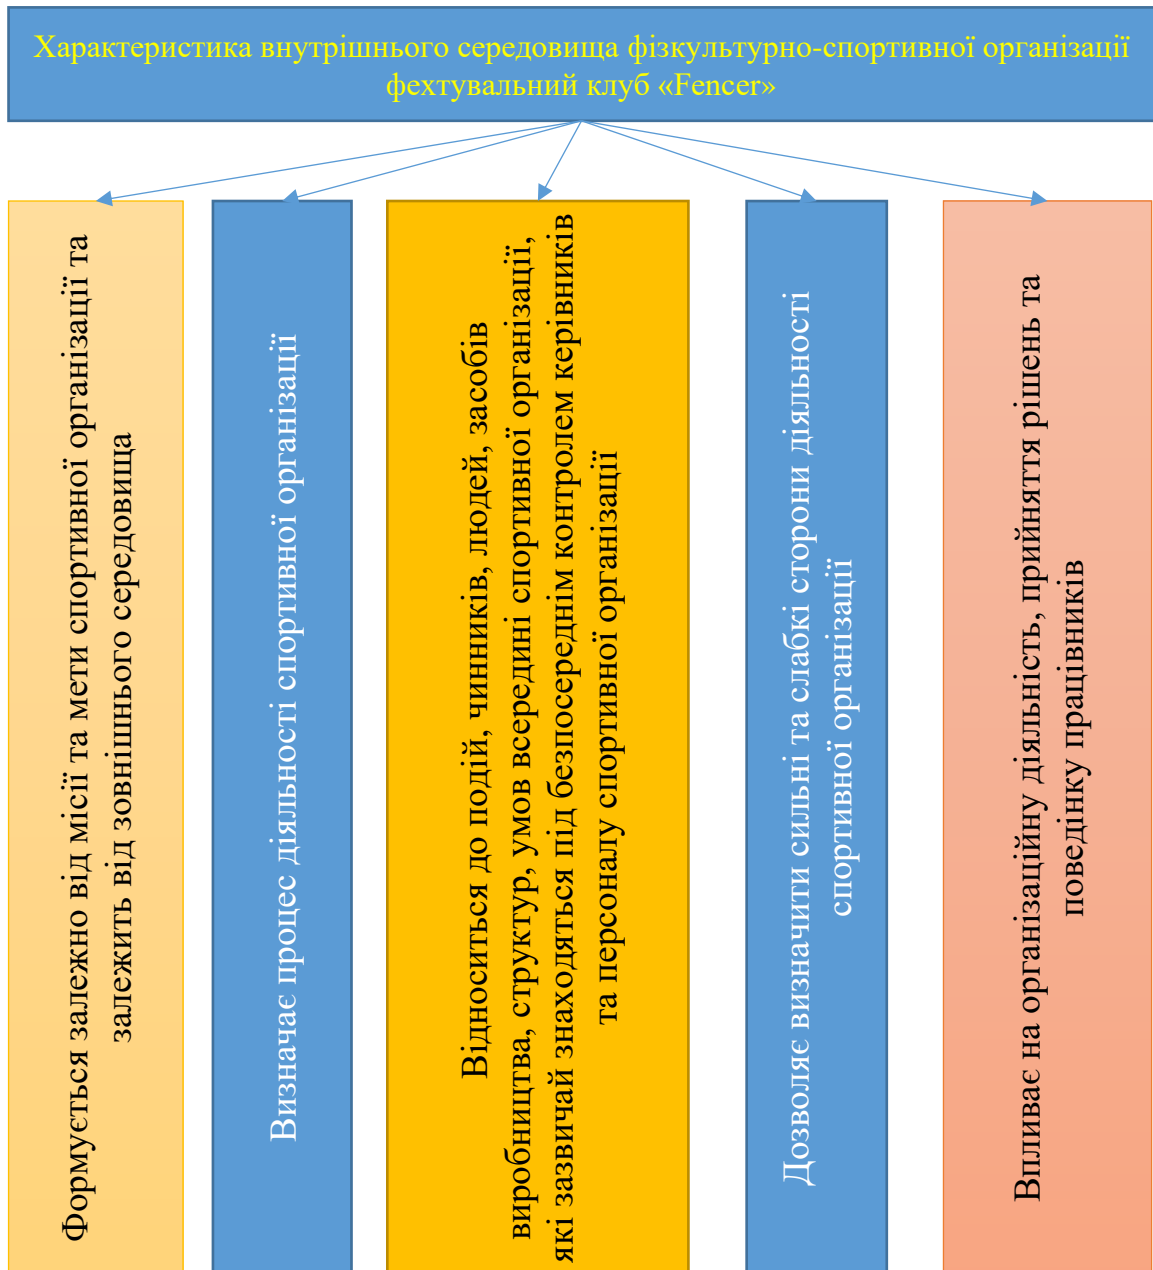 Характеристика внутрішнього середовища фізкультурно-спортивної організації
фехтувальний клуб «Fencer»
Формується залежно від місії та мети спортивної організації та
залежить від зовнішнього середовища
Визначає процес діяльності спортивної організації
Відноситься до подій, чинників, людей, засобів
виробництва, структур, умов всередині спортивної організації,
які зазвичай знаходяться під безпосереднім контролем керівників
та персоналу спортивної організації
Дозволяє визначити сильні та слабкі сторони діяльності
спортивної організації
Впливає на організаційну діяльність, прийняття рішень та
поведінку працівників